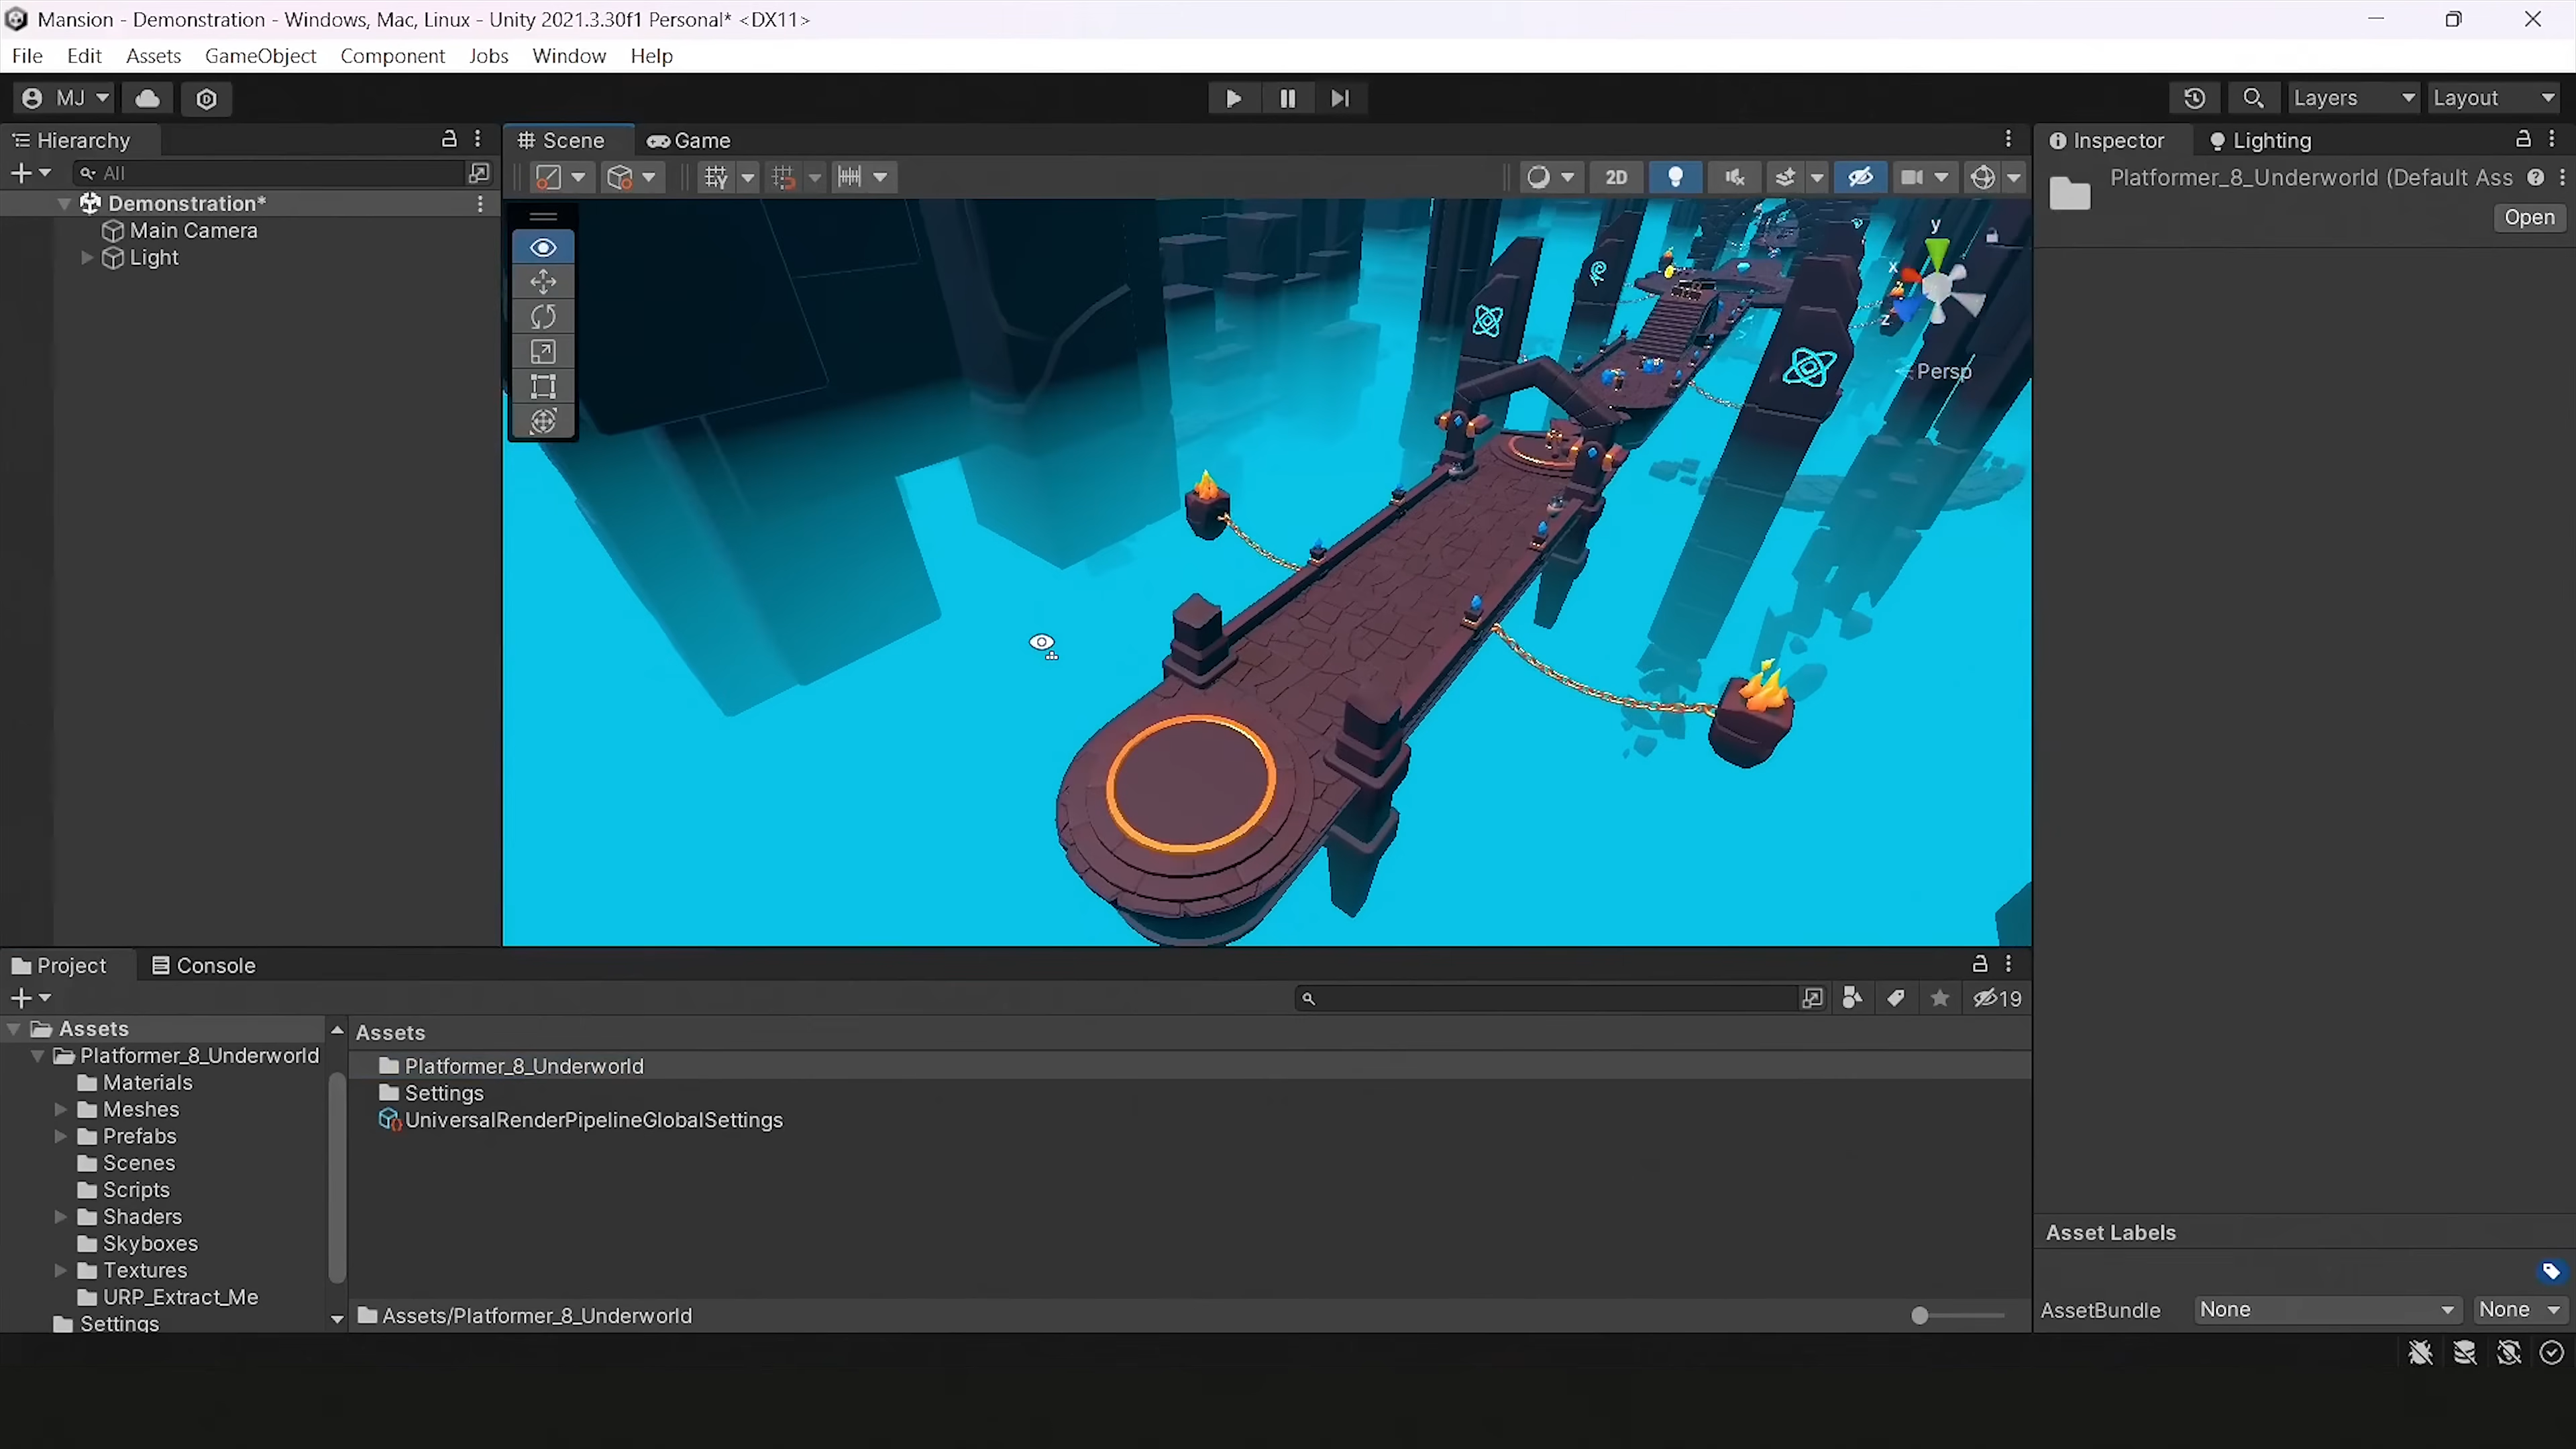 Mansion - Demonstration - Windows, Mac, Linux - Unity 2021.3.30f1 Personal* <DX11>
File Edit Assets GameObject Component Jobs Window Help
MJ Layers Layout
Hierarchy
All
Demonstration*
Main Camera
Light
Scene Game
2D
y
x
z
Persp
Inspector Lighting
Platformer_8_Underworld (Default Ass
Open
Project Console
19
Assets
Platformer_8_Underworld
Materials
Meshes
Prefabs
Scenes
Scripts
Shaders
Skyboxes
Textures
URP_Extract_Me
Settings
Assets
Platformer_8_Underworld
Settings
UniversalRenderPipelineGlobalSettings
Assets/Platformer_8_Underworld
Asset Labels
AssetBundle None None